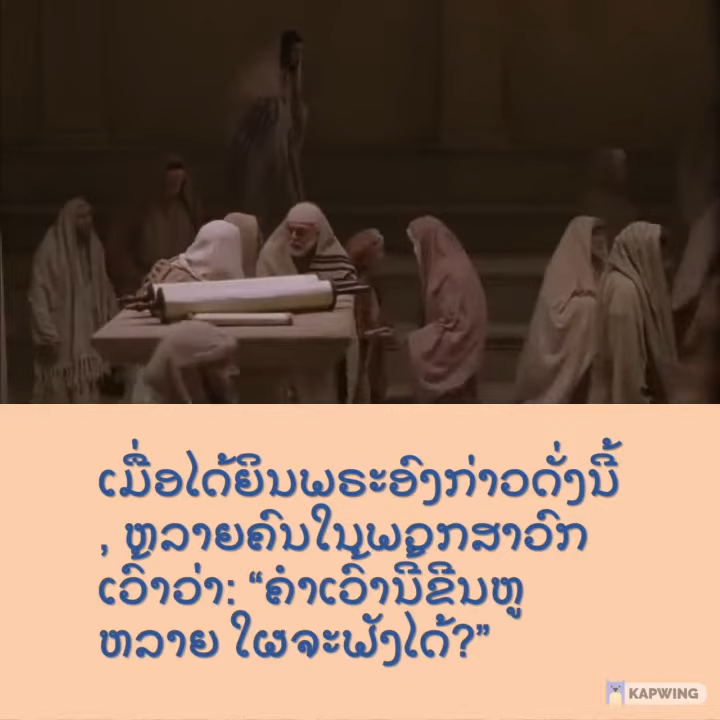 ເມື່ອໄດ້ຍິນພຣະອົງກ່າວດັ່ງນີ້
, ຫລາຍຄົນໃນພວກສາວົກ
ເວົ້າວ່າ: “ຄຳເວົ້ານີ້ຂີນຫູ
ຫລາຍ ໃຜຈະຟັງໄດ້?”
KAPWING